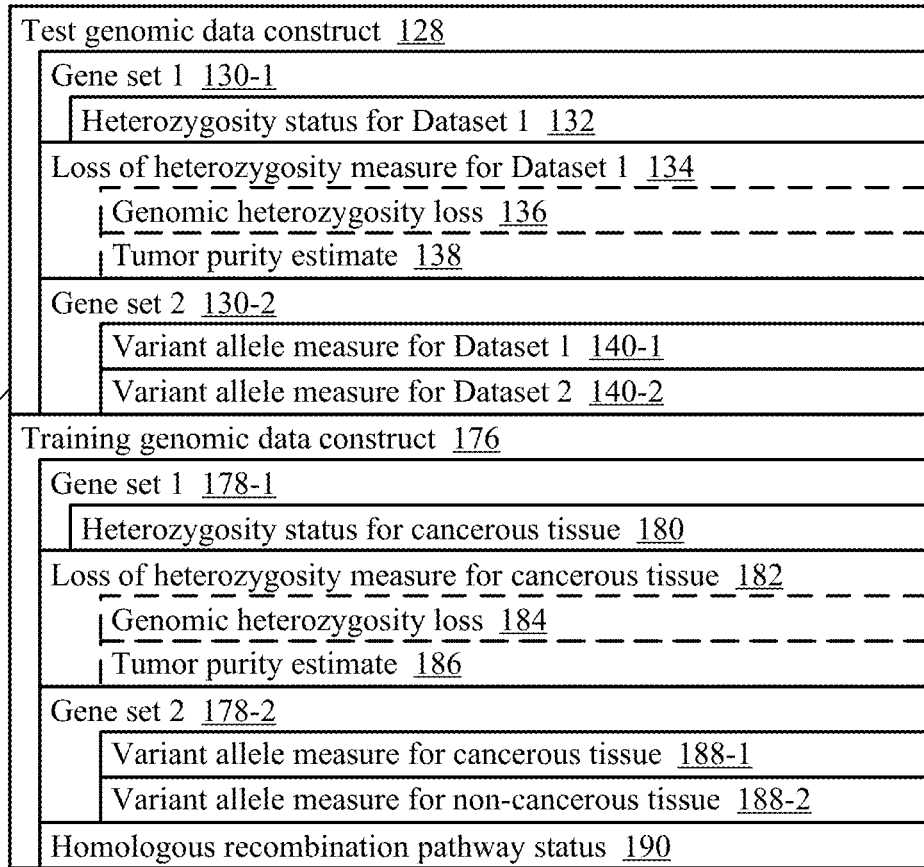 Test genomic data construct 128
Gene set 1 130-1
Heterozygosity status for Dataset 1 132
Loss of heterozygosity measure for Dataset 1 134
Genomic heterozygosity loss 136
Tumor purity estimate 138
Gene set 2 130-2
Variant allele measure for Dataset 1 140-1
Variant allele measure for Dataset 2 140-2
Training genomic data construct 176
Gene set 1 178-1
Heterozygosity status for cancerous tissue 180
Loss of heterozygosity measure for cancerous tissue 182
Genomic heterozygosity loss 184
Tumor purity estimate 186
Gene set 2 178-2
Variant allele measure for cancerous tissue 188-1
Variant allele measure for non-cancerous tissue 188-2
Homologous recombination pathway status 190